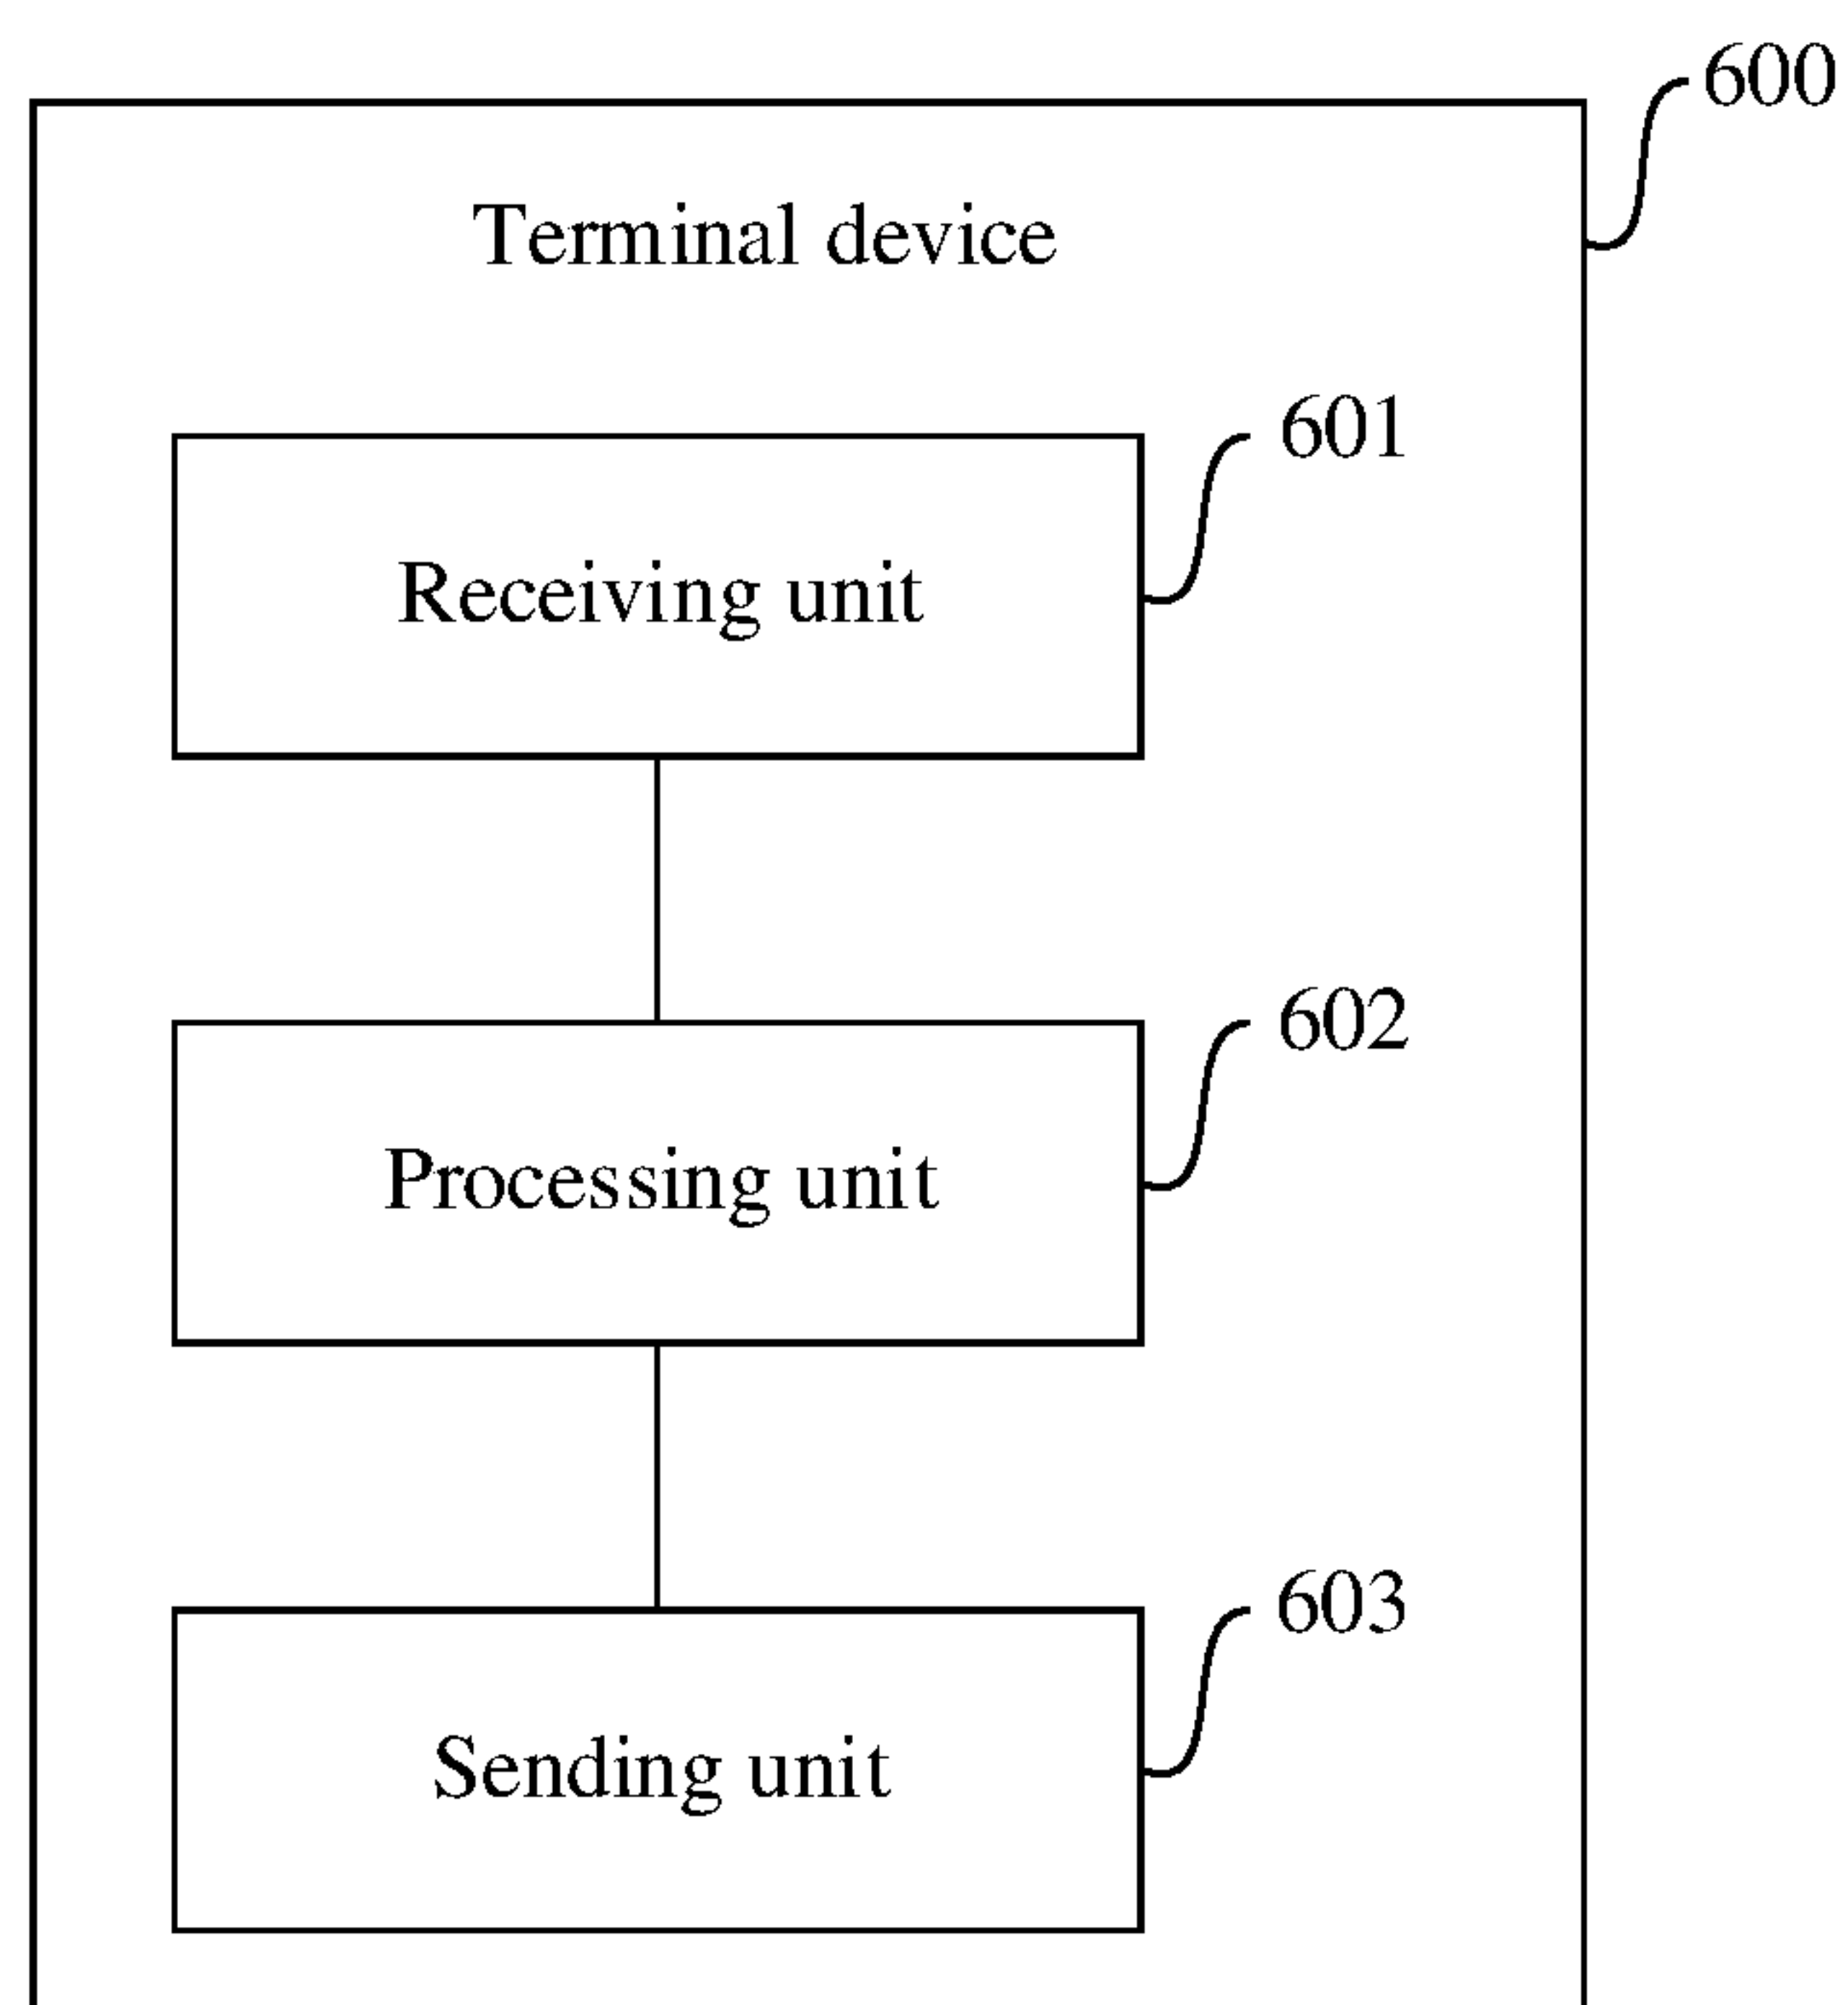 600
Terminal device
601
Receiving unit
602
Processing unit
603
Sending unit